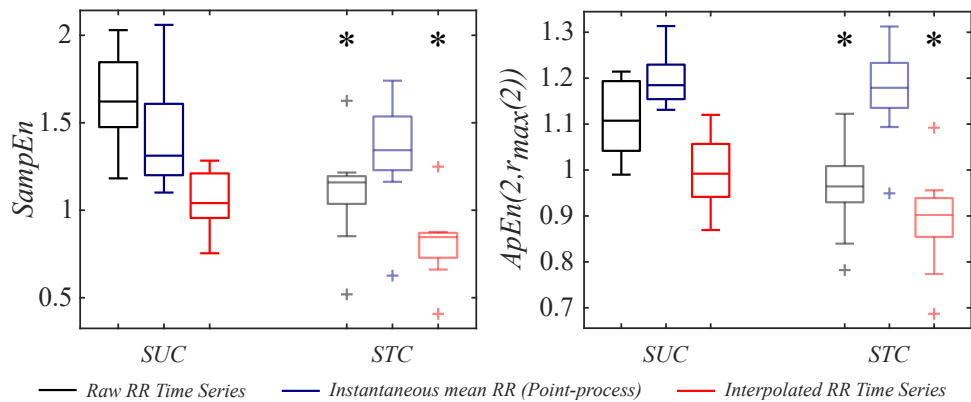 SampEn
2
1.5
1
0.5
* *
SUC STC
ApEn(2,r_max(2))
1.3
1.2
1.1
1
0.9
0.8
0.7
* *
SUC STC
Raw RR Time Series Instantaneous mean RR (Point-process) Interpolated RR Time Series